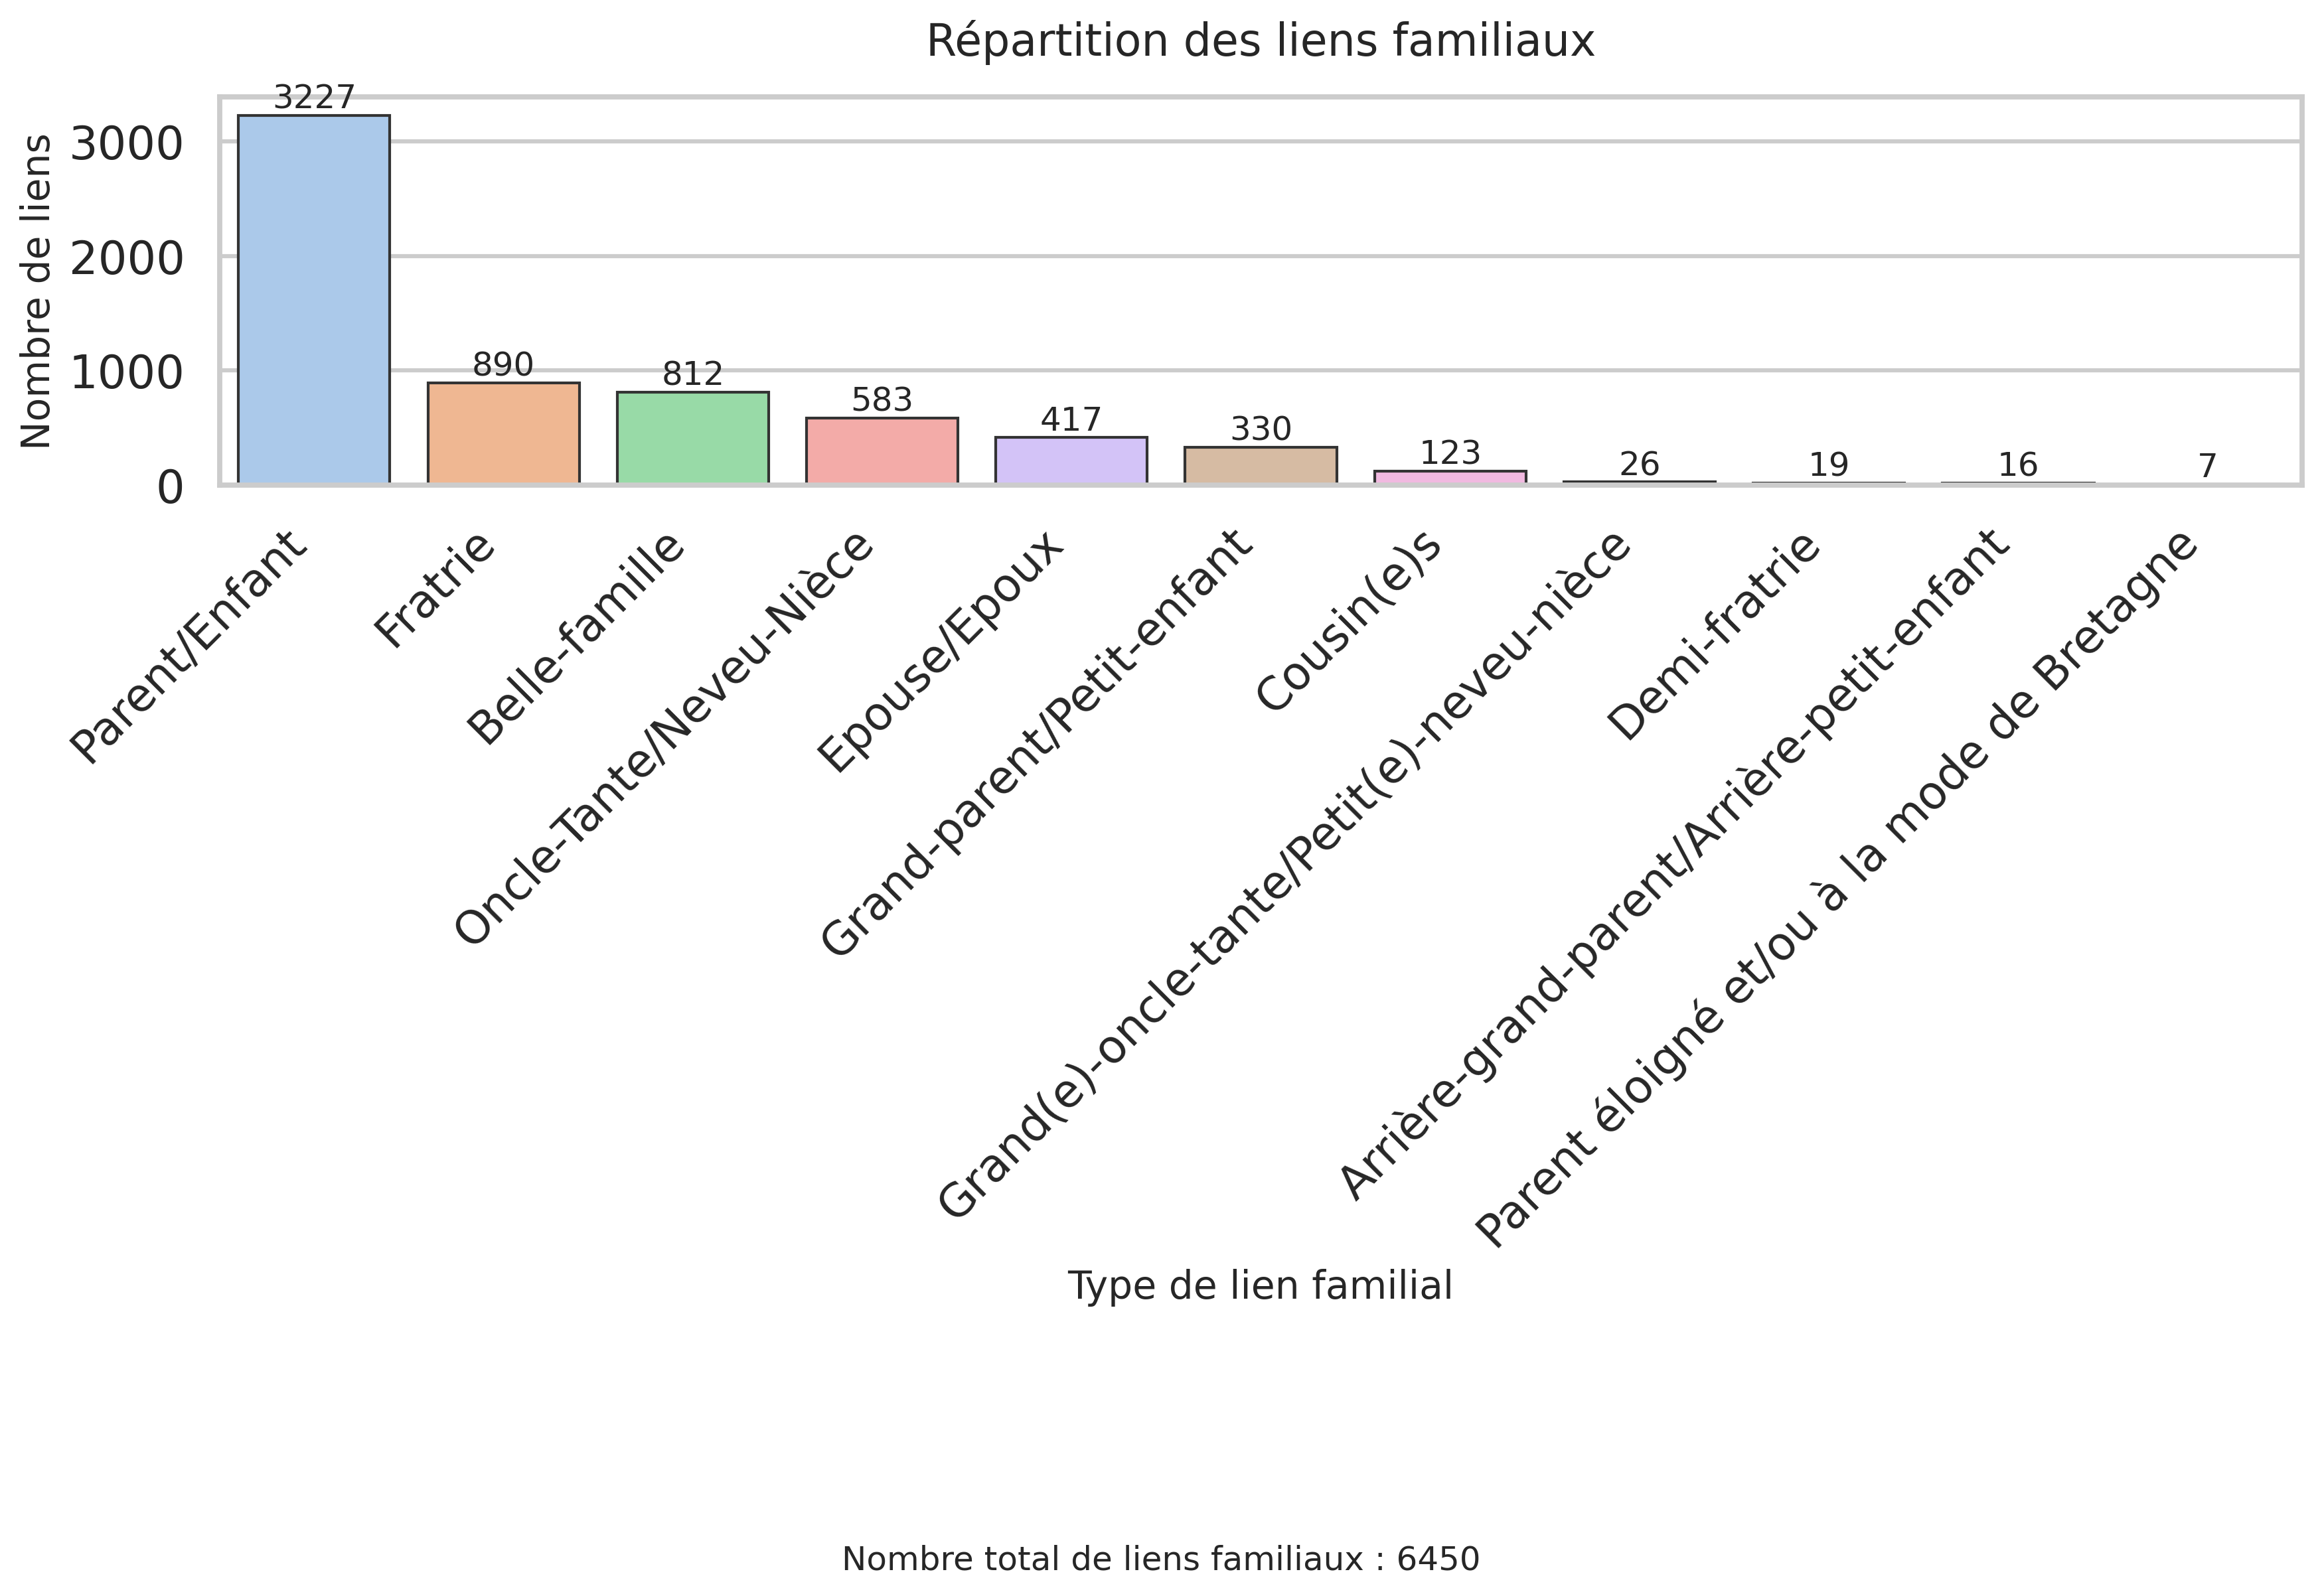 Répartition des liens familiaux
Nombre de liens
3000
2000
1000
0
3227
890
812
583
417
330
123
26
19
16
7
Parent/Enfant
Fratrie
Belle-famille
Oncle-Tante/Neveu-Nièce
Epouse/Epoux
Grand-parent/Petit-enfant
Cousin(e)s
Grand(e)-oncle-tante/Petit(e)-neveu-nièce
Demi-fratrie
Arrière-grand-parent/Arrière-petit-enfant
Parent éloigné et/ou à la mode de Bretagne
Type de lien familial
Nombre total de liens familiaux : 6450